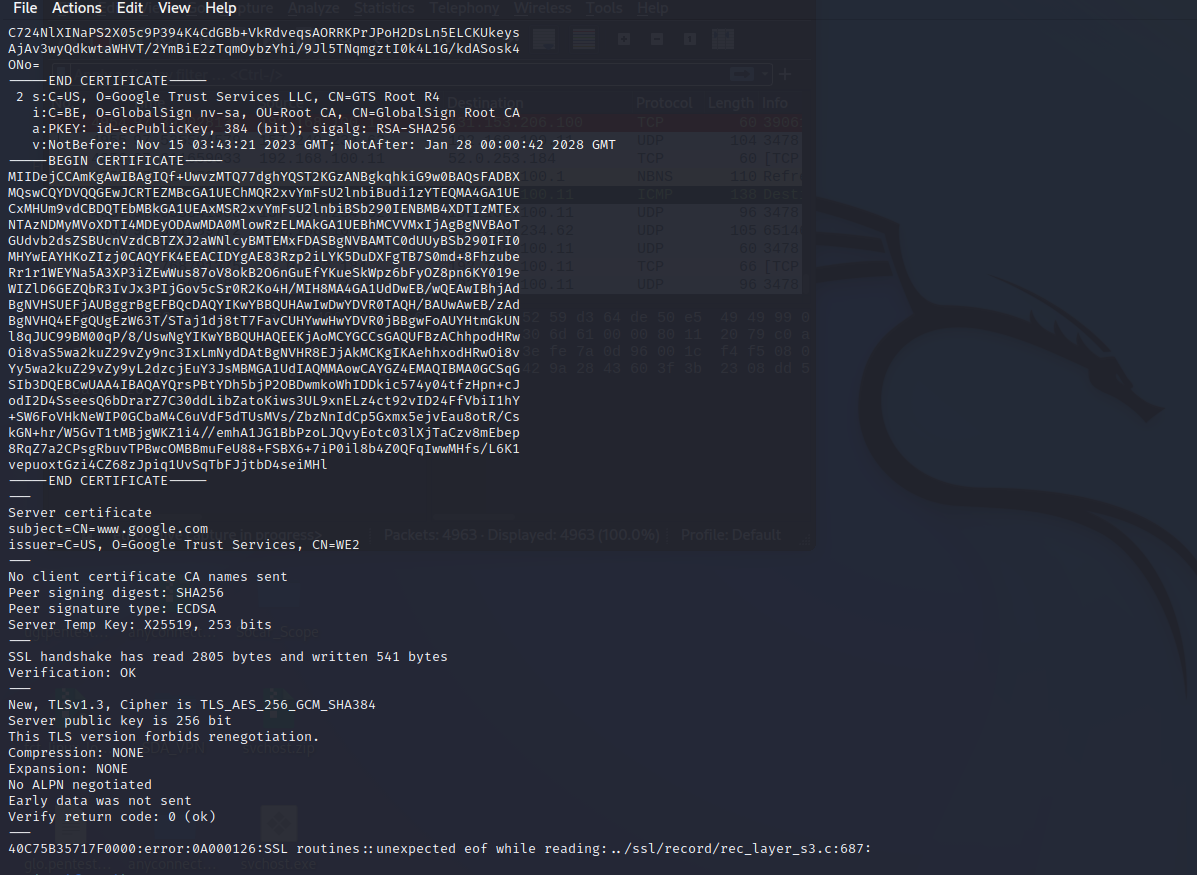 File Actions Edit View Help
C724NlXINaPS2X05c9P394K4CdGBb+VkRdveqsAORRKPrJPoH2DsLn5ELCKUkeys
AjAv3wyQdkwtaWHVT/2YmBiE2zTqmOybzYhi/9Jl5TNqmgztI0k4L1G/kdASosk4
ONo=
-----END CERTIFICATE-----
2 s:C=US, O=Google Trust Services LLC, CN=GTS Root R4
i:C=BE, O=GlobalSign nv-sa, OU=Root CA, CN=GlobalSign Root CA
a:PKEY: id-ecPublicKey, 384 (bit); sigalg: RSA-SHA256
v:NotBefore: Nov 15 03:43:21 2023 GMT; NotAfter: Jan 28 00:00:42 2028 GMT
-----BEGIN CERTIFICATE-----
MIIDejCCAmKgAwIBAgIQf+UwvzMTQ77dghYQST2KGzANBgkqhkiG9w0BAQsFADBX
MQswCQYDVQQGEwJCRTEZMBcGA1UEChMQR2xvYmFsU2lnbiBudi1zYTEQMA4GA1UE
CxMHUm9vdCBDQTEbMBkGA1UEAxMSR2xvYmFsU2lnbiBSb290IENBMB4XDTIzMTEx
NTAzNDMyMVoXDTI4MDEyODAwMDA0MlowRzELMAkGA1UEBhMCVVMxIjAgBgNVBAoT
GUdvb2dsZSBUcnVzdCBTZXJ2aWNlcyBMTEMxFDASBgNVBAMTC0dUUyBSb290IFI0
MHYwEAYHKoZIzj0CAQYFK4EEACIDYgAE83Rzp2iLYK5DuDXFgTB7S0md+8Fhzube
Rr1r1WEYNa5A3XP3iZEwWus87oV8okB2O6nGuEfYKueSkWpz6bFyOZ8pn6KY019e
WIZlD6GEZQbR3IvJx3PIjGov5cSr0R2Ko4H/MIH8MA4GA1UdDwEB/wQEAwIBhjAd
BgNVHSUEFjAUBggrBgEFBQcDAQYIKwYBBQUHAwIwDwYDVR0TAQH/BAUwAwEB/zAd
BgNVHQ4EFgQUgEzW63T/STaj1dj8tT7FavCUHYwwHwYDVR0jBBgwFoAUYHtmGkUN
l8qJUC99BM00qP/8/UswNgYIKwYBBQUHAQEEKjAoMCYGCCsGAQUFBzAChhpodHRw
Oi8vaS5wa2kuZ29vZy9nc3IxLmNydDAtBgNVHR8EJjAkMCKgIKAehhxodHRwOi8v
Yy5wa2kuZ29vZy9yL2dzcjEuY3JsMBMGA1UdIAQMMAowCAYGZ4EMAQIBMA0GCSqG
SIb3DQEBCwUAA4IBAQAYQrsPBtYDh5bjP2OBDwmkoWhIDDkic574y04tfzHpn+cJ
odI2D4SseesQ6bDrarZ7C30ddLibZatoKiws3UL9xnELz4ct92vID24FfVbiI1hY
+SW6FoVHkNeWIP0GCbaM4C6uVdF5dTUsMVs/ZbzNnIdCp5Gxmx5ejvEau8otR/Cs
kGN+hr/W5GvT1tMBjgWKZ1i4//emhA1JG1BbPzoLJQvyEotc03lXjTaCzv8mEbep
8RqZ7a2CPsgRbuvTPBwcOMBBmuFeU88+FSBX6+7iP0il8b4Z0QFqIwwMHfs/L6K1
vepuoxtGzi4CZ68zJpiq1UvSqTbFJjtbD4seiMHl
-----END CERTIFICATE-----
---
Server certificate
subject=CN=www.google.com
issuer=C=US, O=Google Trust Services, CN=WE2
---
No client certificate CA names sent
Peer signing digest: SHA256
Peer signature type: ECDSA
Server Temp Key: X25519, 253 bits
---
SSL handshake has read 2805 bytes and written 541 bytes
Verification: OK
---
New, TLSv1.3, Cipher is TLS_AES_256_GCM_SHA384
Server public key is 256 bit
This TLS version forbids renegotiation.
Compression: NONE
Expansion: NONE
No ALPN negotiated
Early data was not sent
Verify return code: 0 (ok)
---
40C75B35717F0000:error:0A000126:SSL routines::unexpected eof while reading:../ssl/record/rec_layer_s3.c:687:
Packets: 4963 · Displayed: 4963 (100.0%)
Profile: Default